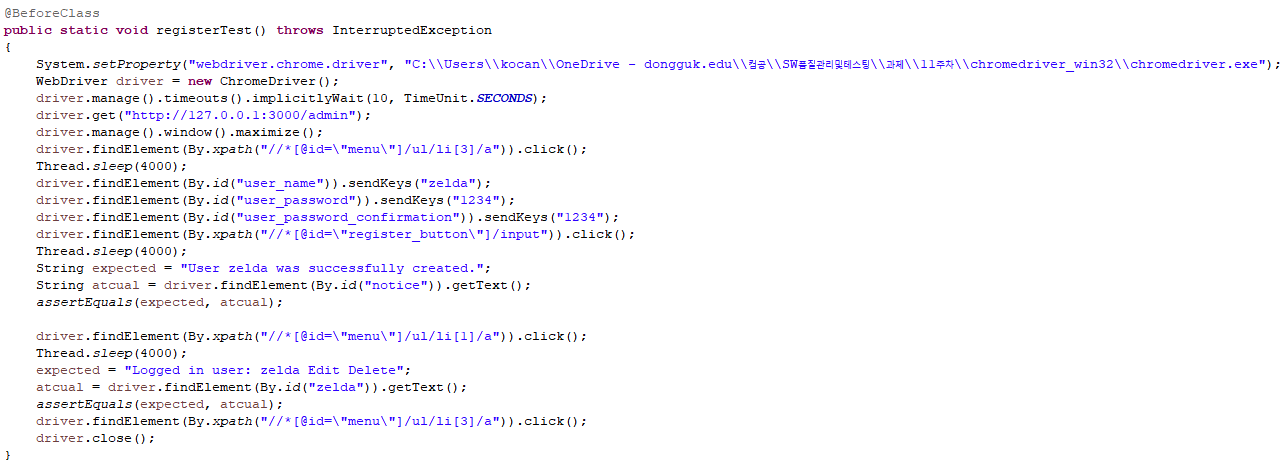 @BeforeClass
public static void registerTest() throws InterruptedException
{
    System.setProperty("webdriver.chrome.driver", "C:\\Users\\kocan\\OneDrive - dongguk.edu\\컴공\\SW품질관리및테스팅\\과제\\11주차\\chromedriver_win32\\chromedriver.exe");
    WebDriver driver = new ChromeDriver();
    driver.manage().timeouts().implicitlyWait(10, TimeUnit.SECONDS);
    driver.get("http://127.0.0.1:3000/admin");
    driver.manage().window().maximize();
    driver.findElement(By.xpath("//*[@id=\"menu\"]/ul/li[3]/a")).click();
    Thread.sleep(4000);
    driver.findElement(By.id("user_name")).sendKeys("zelda");
    driver.findElement(By.id("user_password")).sendKeys("1234");
    driver.findElement(By.id("user_password_confirmation")).sendKeys("1234");
    driver.findElement(By.xpath("//*[@id=\"register_button\"]/input")).click();
    Thread.sleep(4000);
    String expected = "User zelda was successfully created.";
    String atcual = driver.findElement(By.id("notice")).getText();
    assertEquals(expected, atcual);

    driver.findElement(By.xpath("//*[@id=\"menu\"]/ul/li[1]/a")).click();
    Thread.sleep(4000);
    expected = "Logged in user: zelda Edit Delete";
    atcual = driver.findElement(By.id("zelda")).getText();
    assertEquals(expected, atcual);
    driver.findElement(By.xpath("//*[@id=\"menu\"]/ul/li[3]/a")).click();
    driver.close();
}